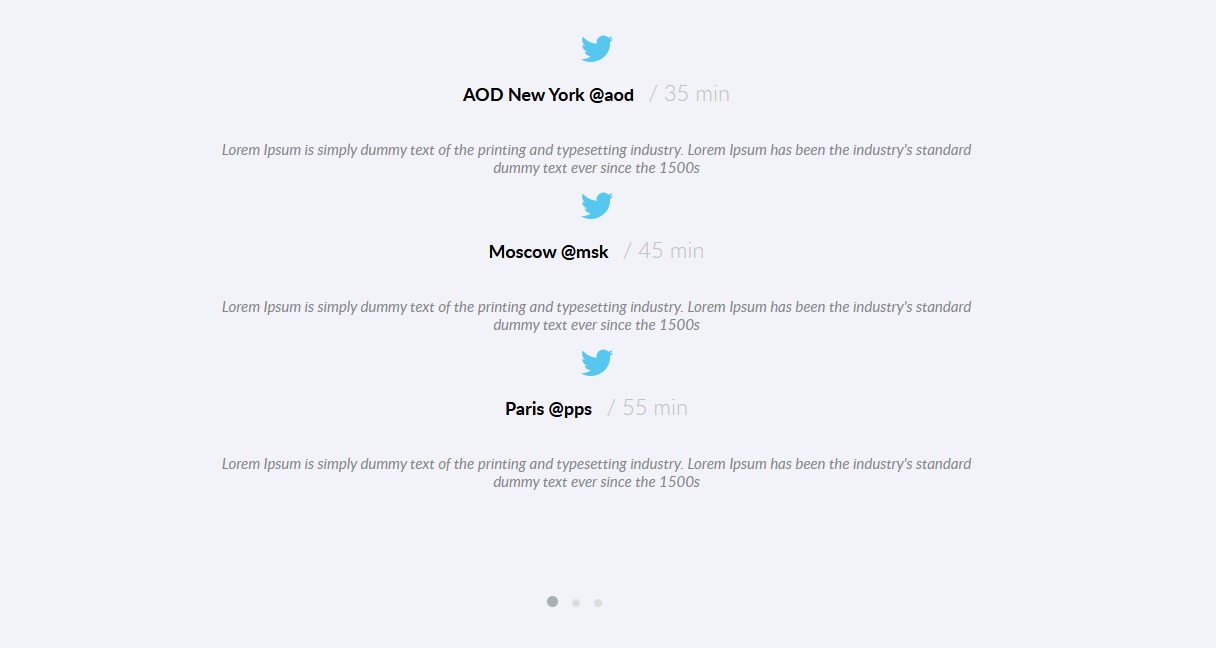 AOD New York @aod / 35 min
Lorem Ipsum is simply dummy text of the printing and typesetting industry. Lorem Ipsum has been the industry's standard
dummy text ever since the 1500s
Moscow @msk / 45 min
Lorem Ipsum is simply dummy text of the printing and typesetting industry. Lorem Ipsum has been the industry's standard
dummy text ever since the 1500s
Paris @pps / 55 min
Lorem Ipsum is simply dummy text of the printing and typesetting industry. Lorem Ipsum has been the industry's standard
dummy text ever since the 1500s